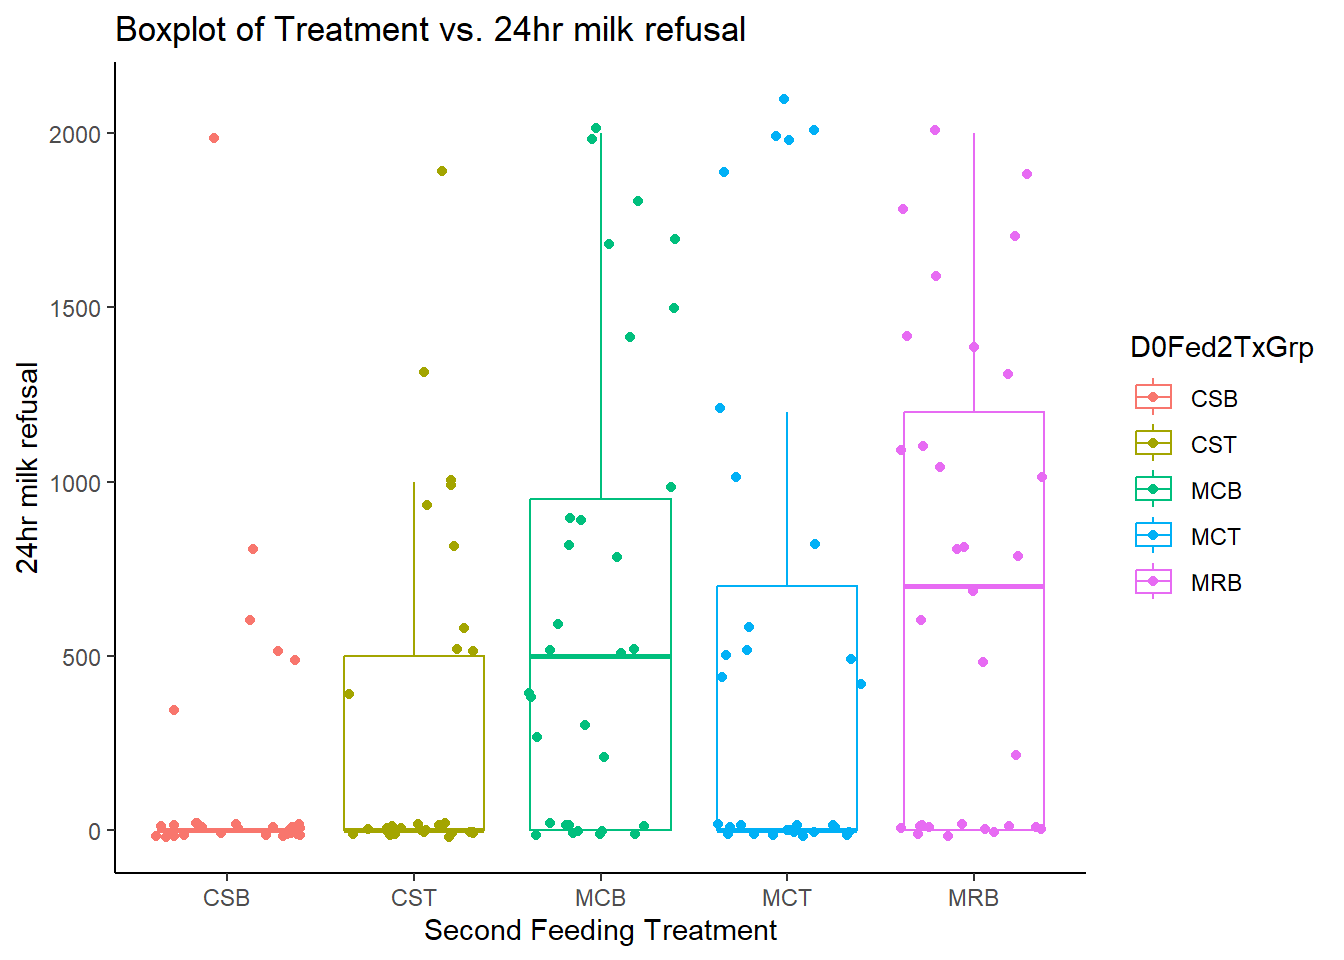 Boxplot of Treatment vs. 24hr milk refusal
24hr milk refusal
2000
1500
1000
500
0
CSB CST MCB MCT MRB
Second Feeding Treatment
D0Fed2TxGrp
CSB
CST
MCB
MCT
MRB